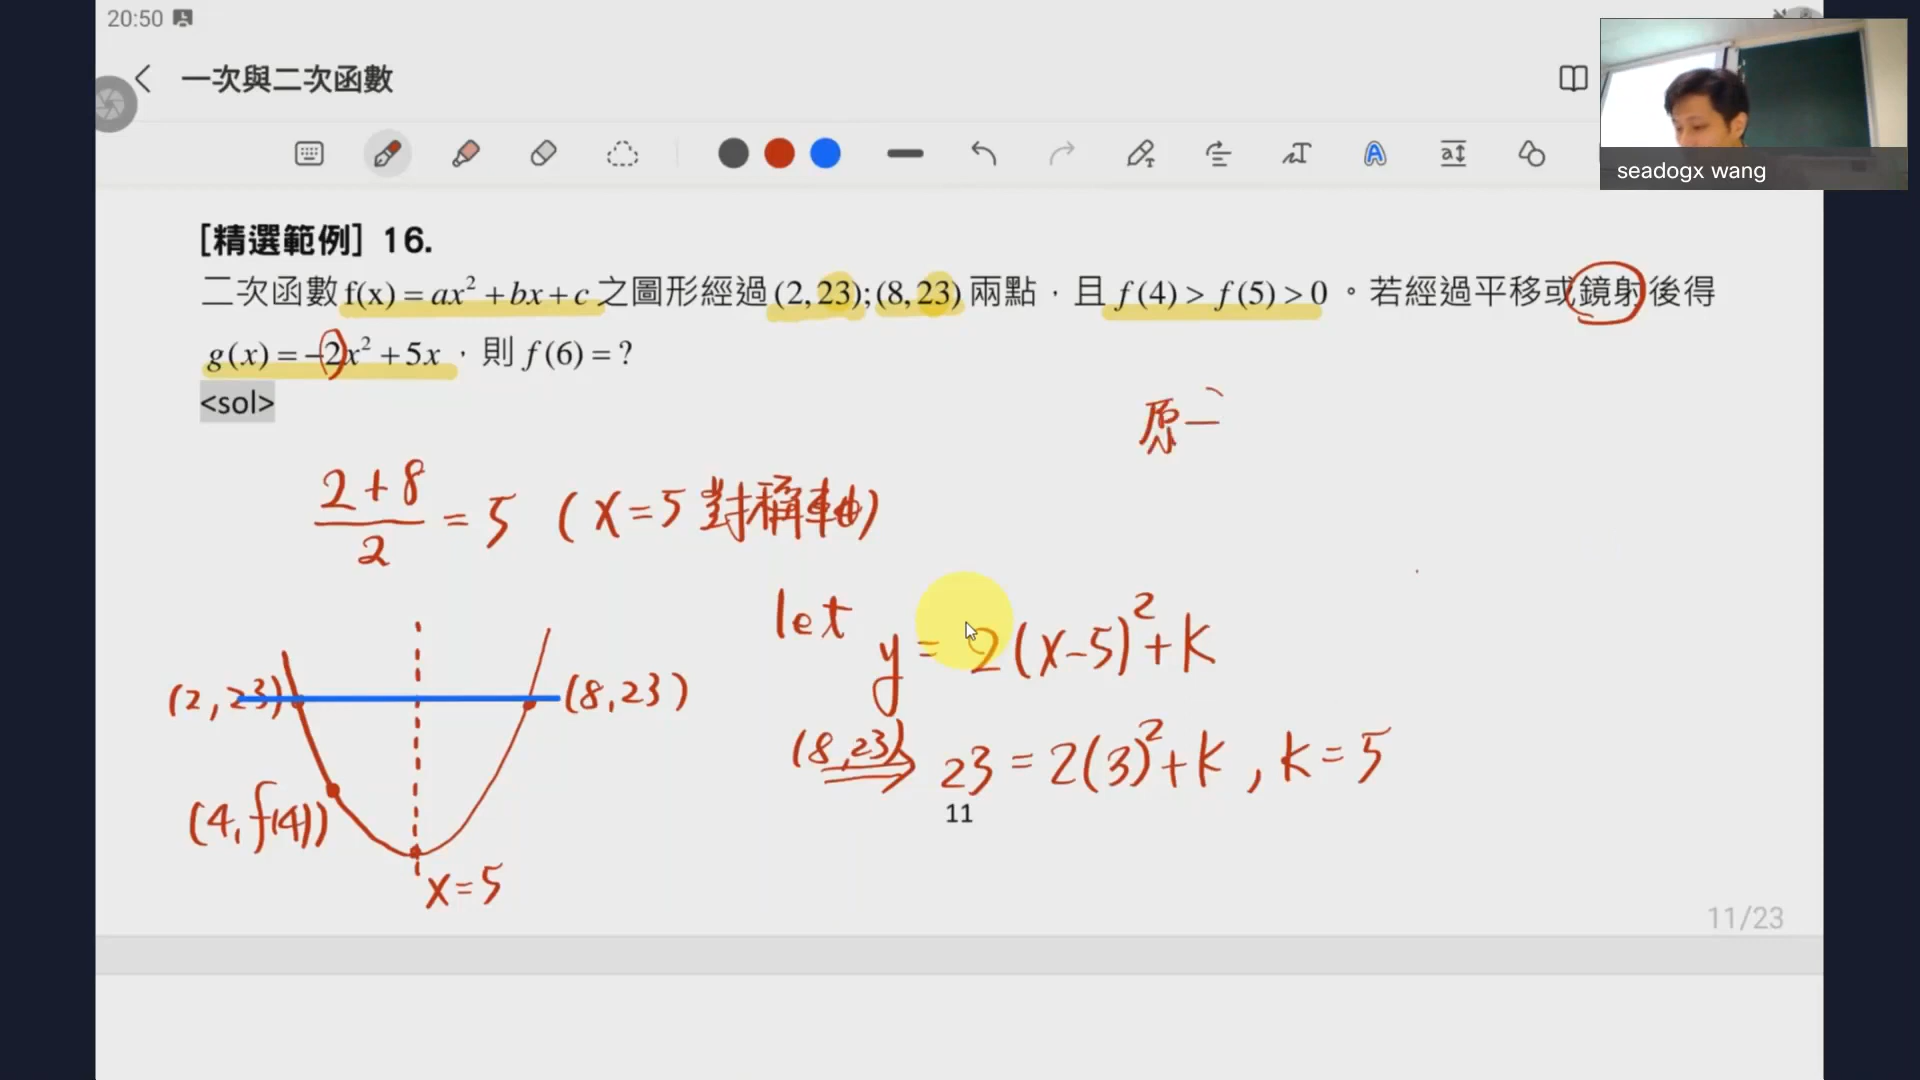 20:50
一次與二次函數
seadogx wang
[精選範例] 16.
二次函數 f(x) = ax² + bx + c 之圖形經過 (2, 23); (8, 23) 兩點，且 f(4) > f(5) > 0 。若經過平移或鏡射後得
g(x) = −2x² + 5x ，則 f(6) = ?
<sol>
原一
2+8/2 = 5 (x=5 對稱軸)
let y = 2(x-5)²+k
(2,23)
(8,23)
(8,23) ⇒ 23 = 2(3)²+k , k=5
(4,f(4))
x=5
11
11/23